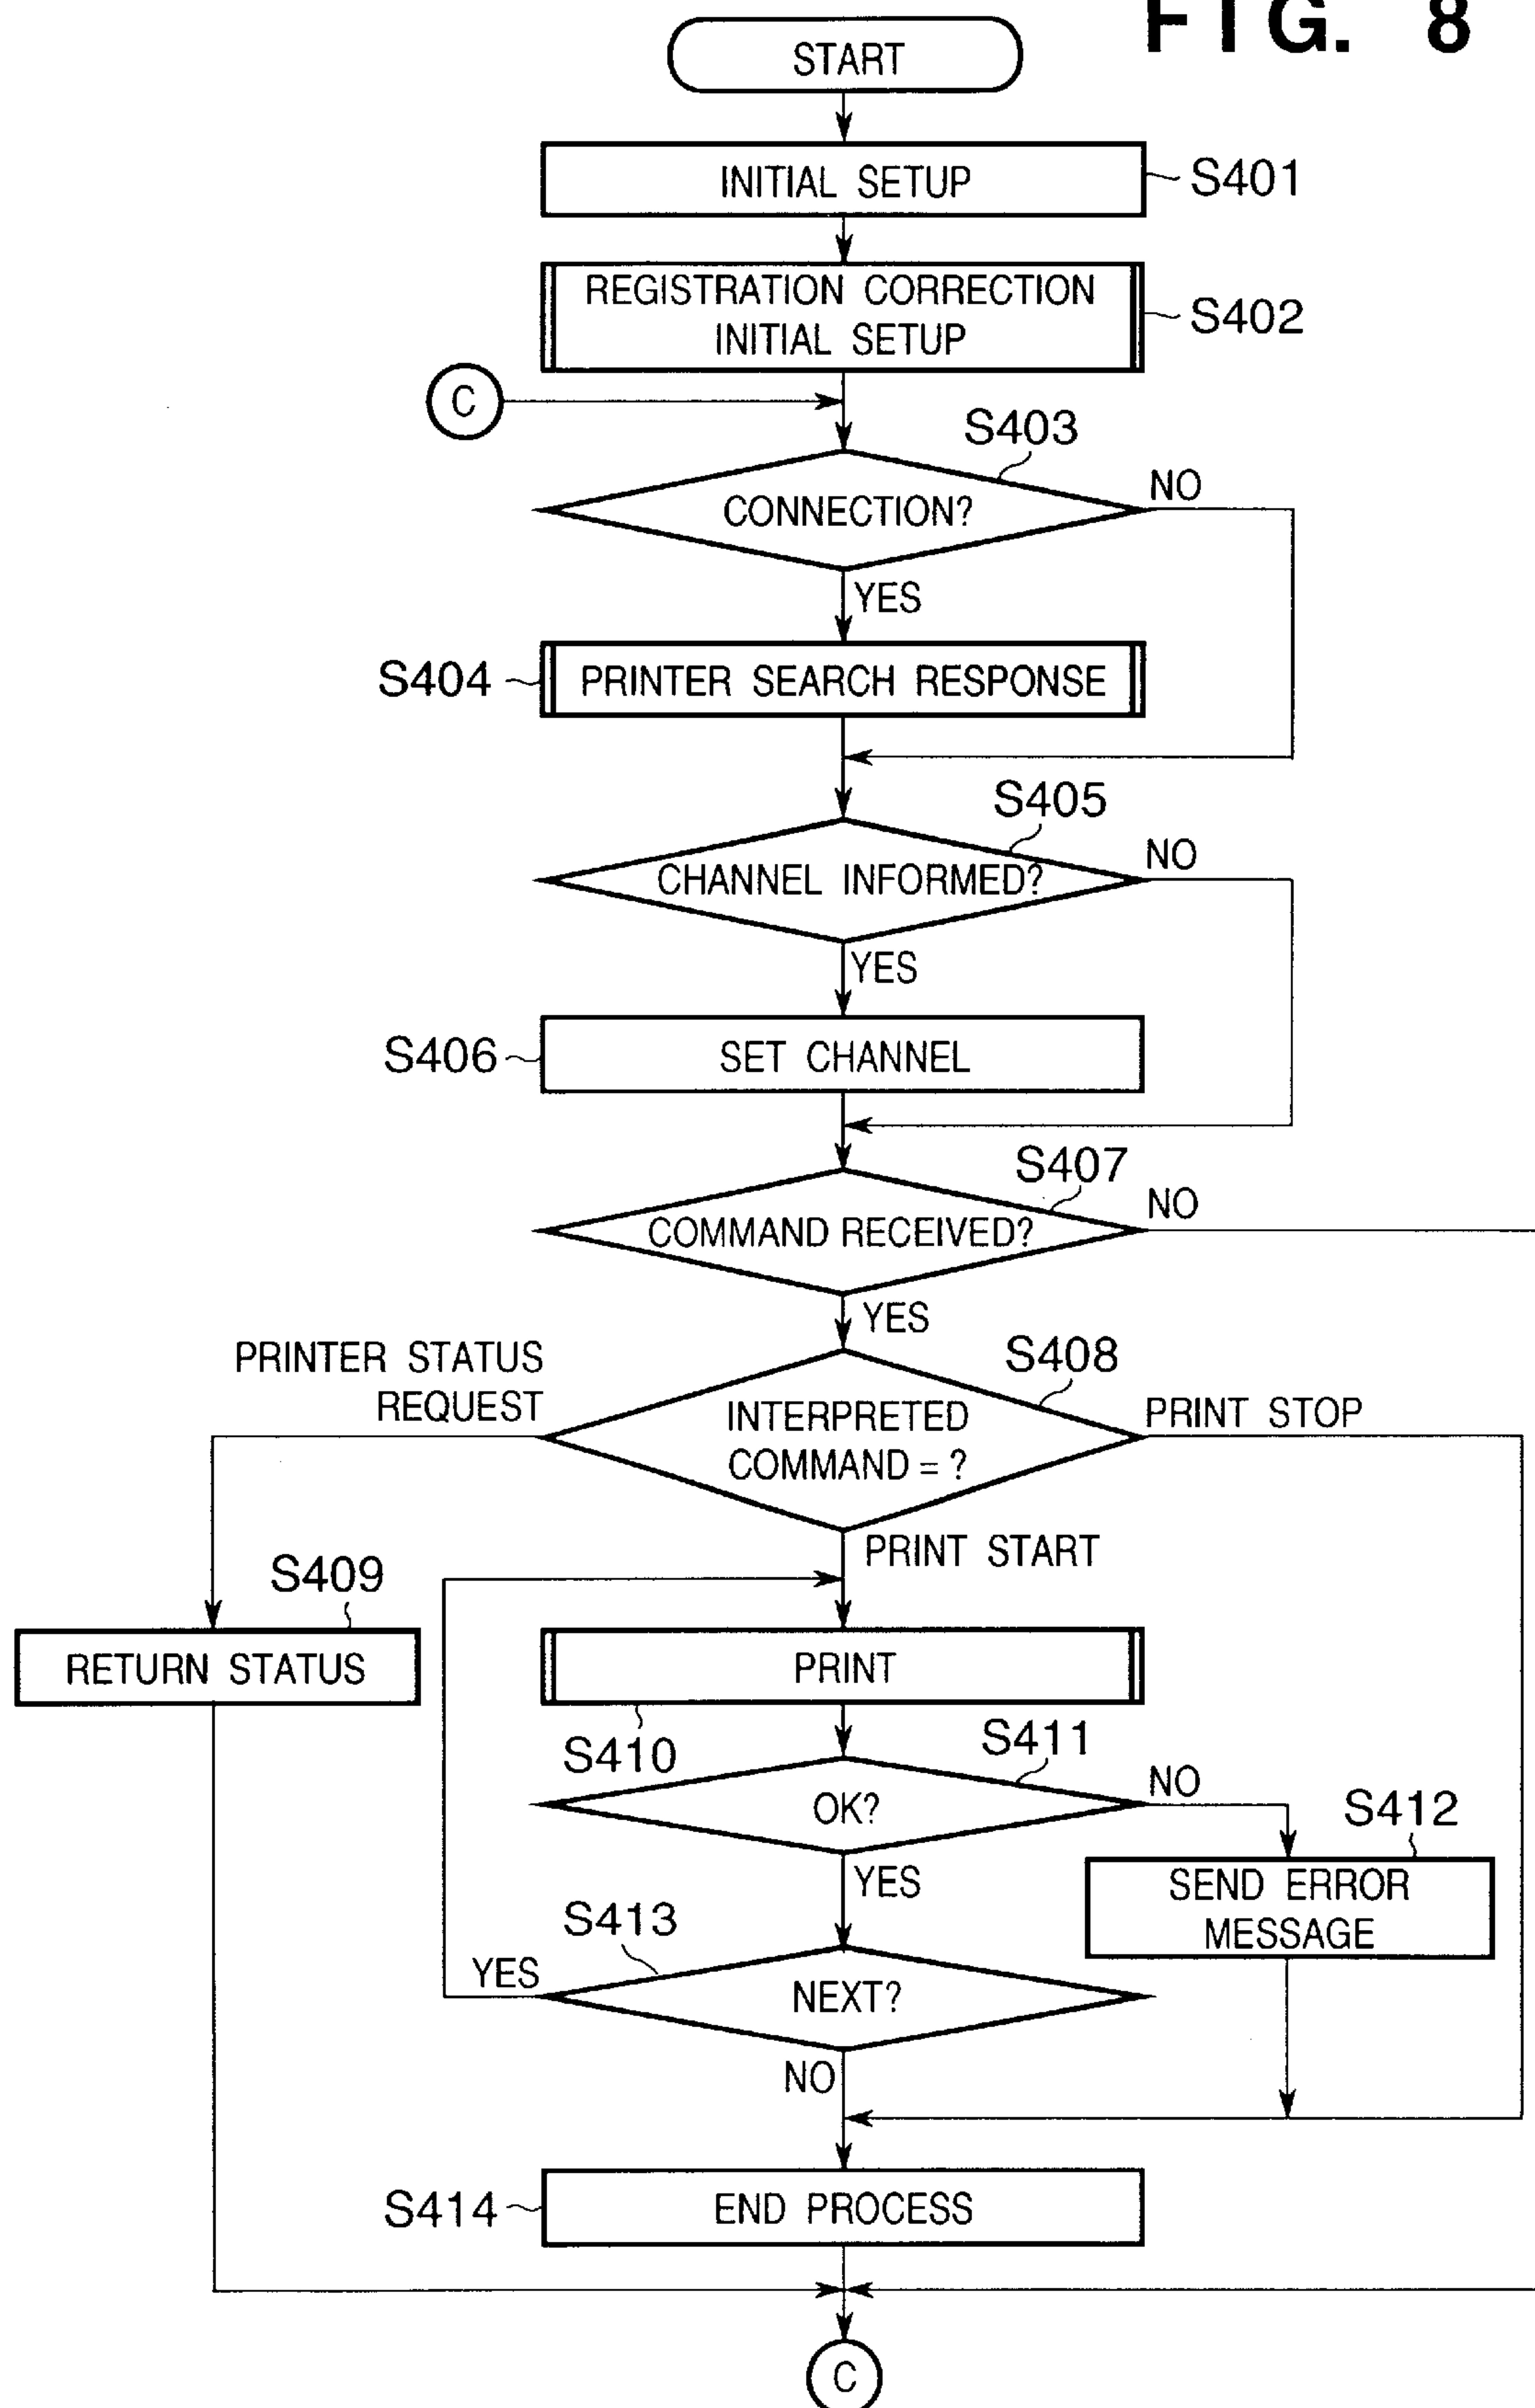 FIG. 8
START
INITIAL SETUP
S401
REGISTRATION CORRECTION
INITIAL SETUP
S402
C
S403
CONNECTION?
NO
YES
S404
PRINTER SEARCH RESPONSE
S405
CHANNEL INFORMED?
NO
YES
S406
SET CHANNEL
S407
COMMAND RECEIVED?
NO
YES
PRINTER STATUS
REQUEST
S408
INTERPRETED
COMMAND = ?
PRINT STOP
PRINT START
S409
RETURN STATUS
PRINT
S410
S411
OK?
NO
S412
SEND ERROR
MESSAGE
YES
S413
YES
NEXT?
NO
S414
END PROCESS
C